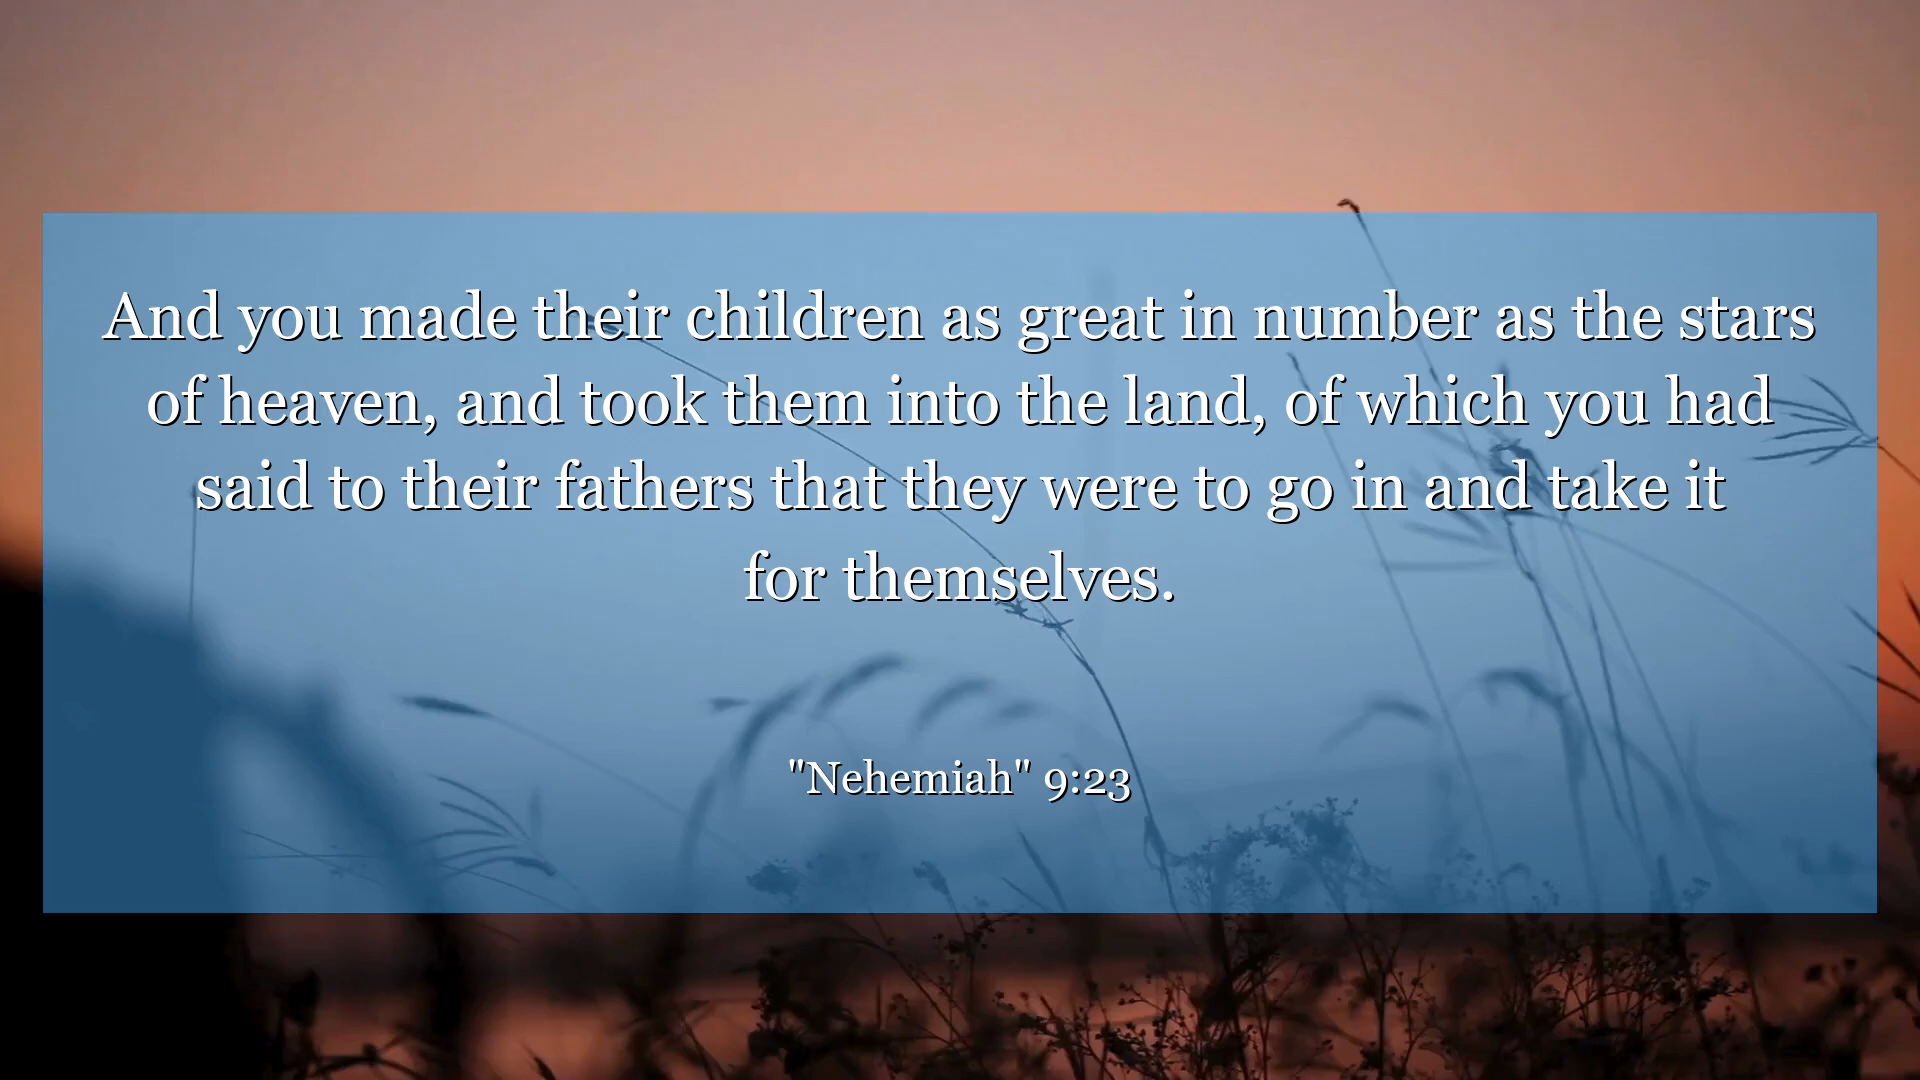 And you made their children as great in number as the stars
of heaven, and took them into the land, of which you had
said to their fathers that they were to go in and take it
for themselves.
"Nehemiah" 9:23